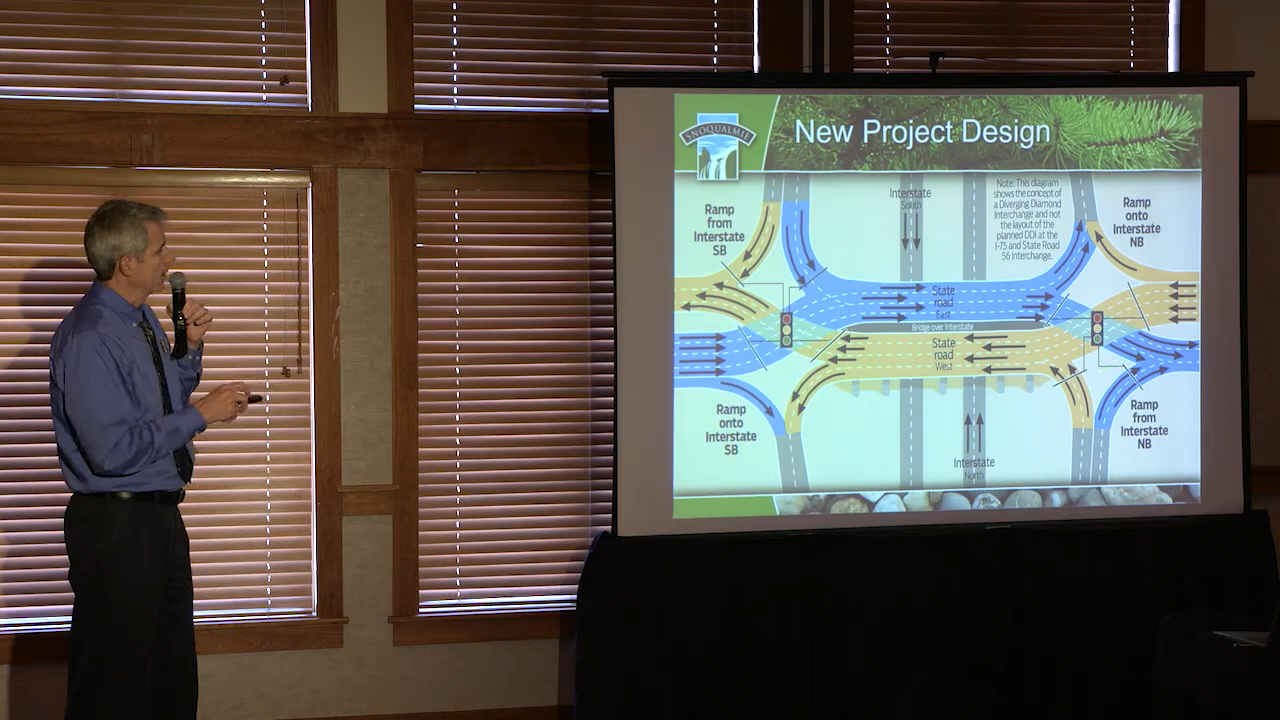 SNOQUALMIE
New Project Design
Ramp
from
Interstate
SB
Interstate
South
Note: This diagram
shows the concept of
a Diverging Diamond
Interchange and not
the layout of the
planned DDI at the
I-75 and State Road
56 Interchange.
Ramp
onto
Interstate
NB
State
road
East
Bridge over Interstate
State
road
West
Ramp
onto
Interstate
SB
Interstate
North
Ramp
from
Interstate
NB